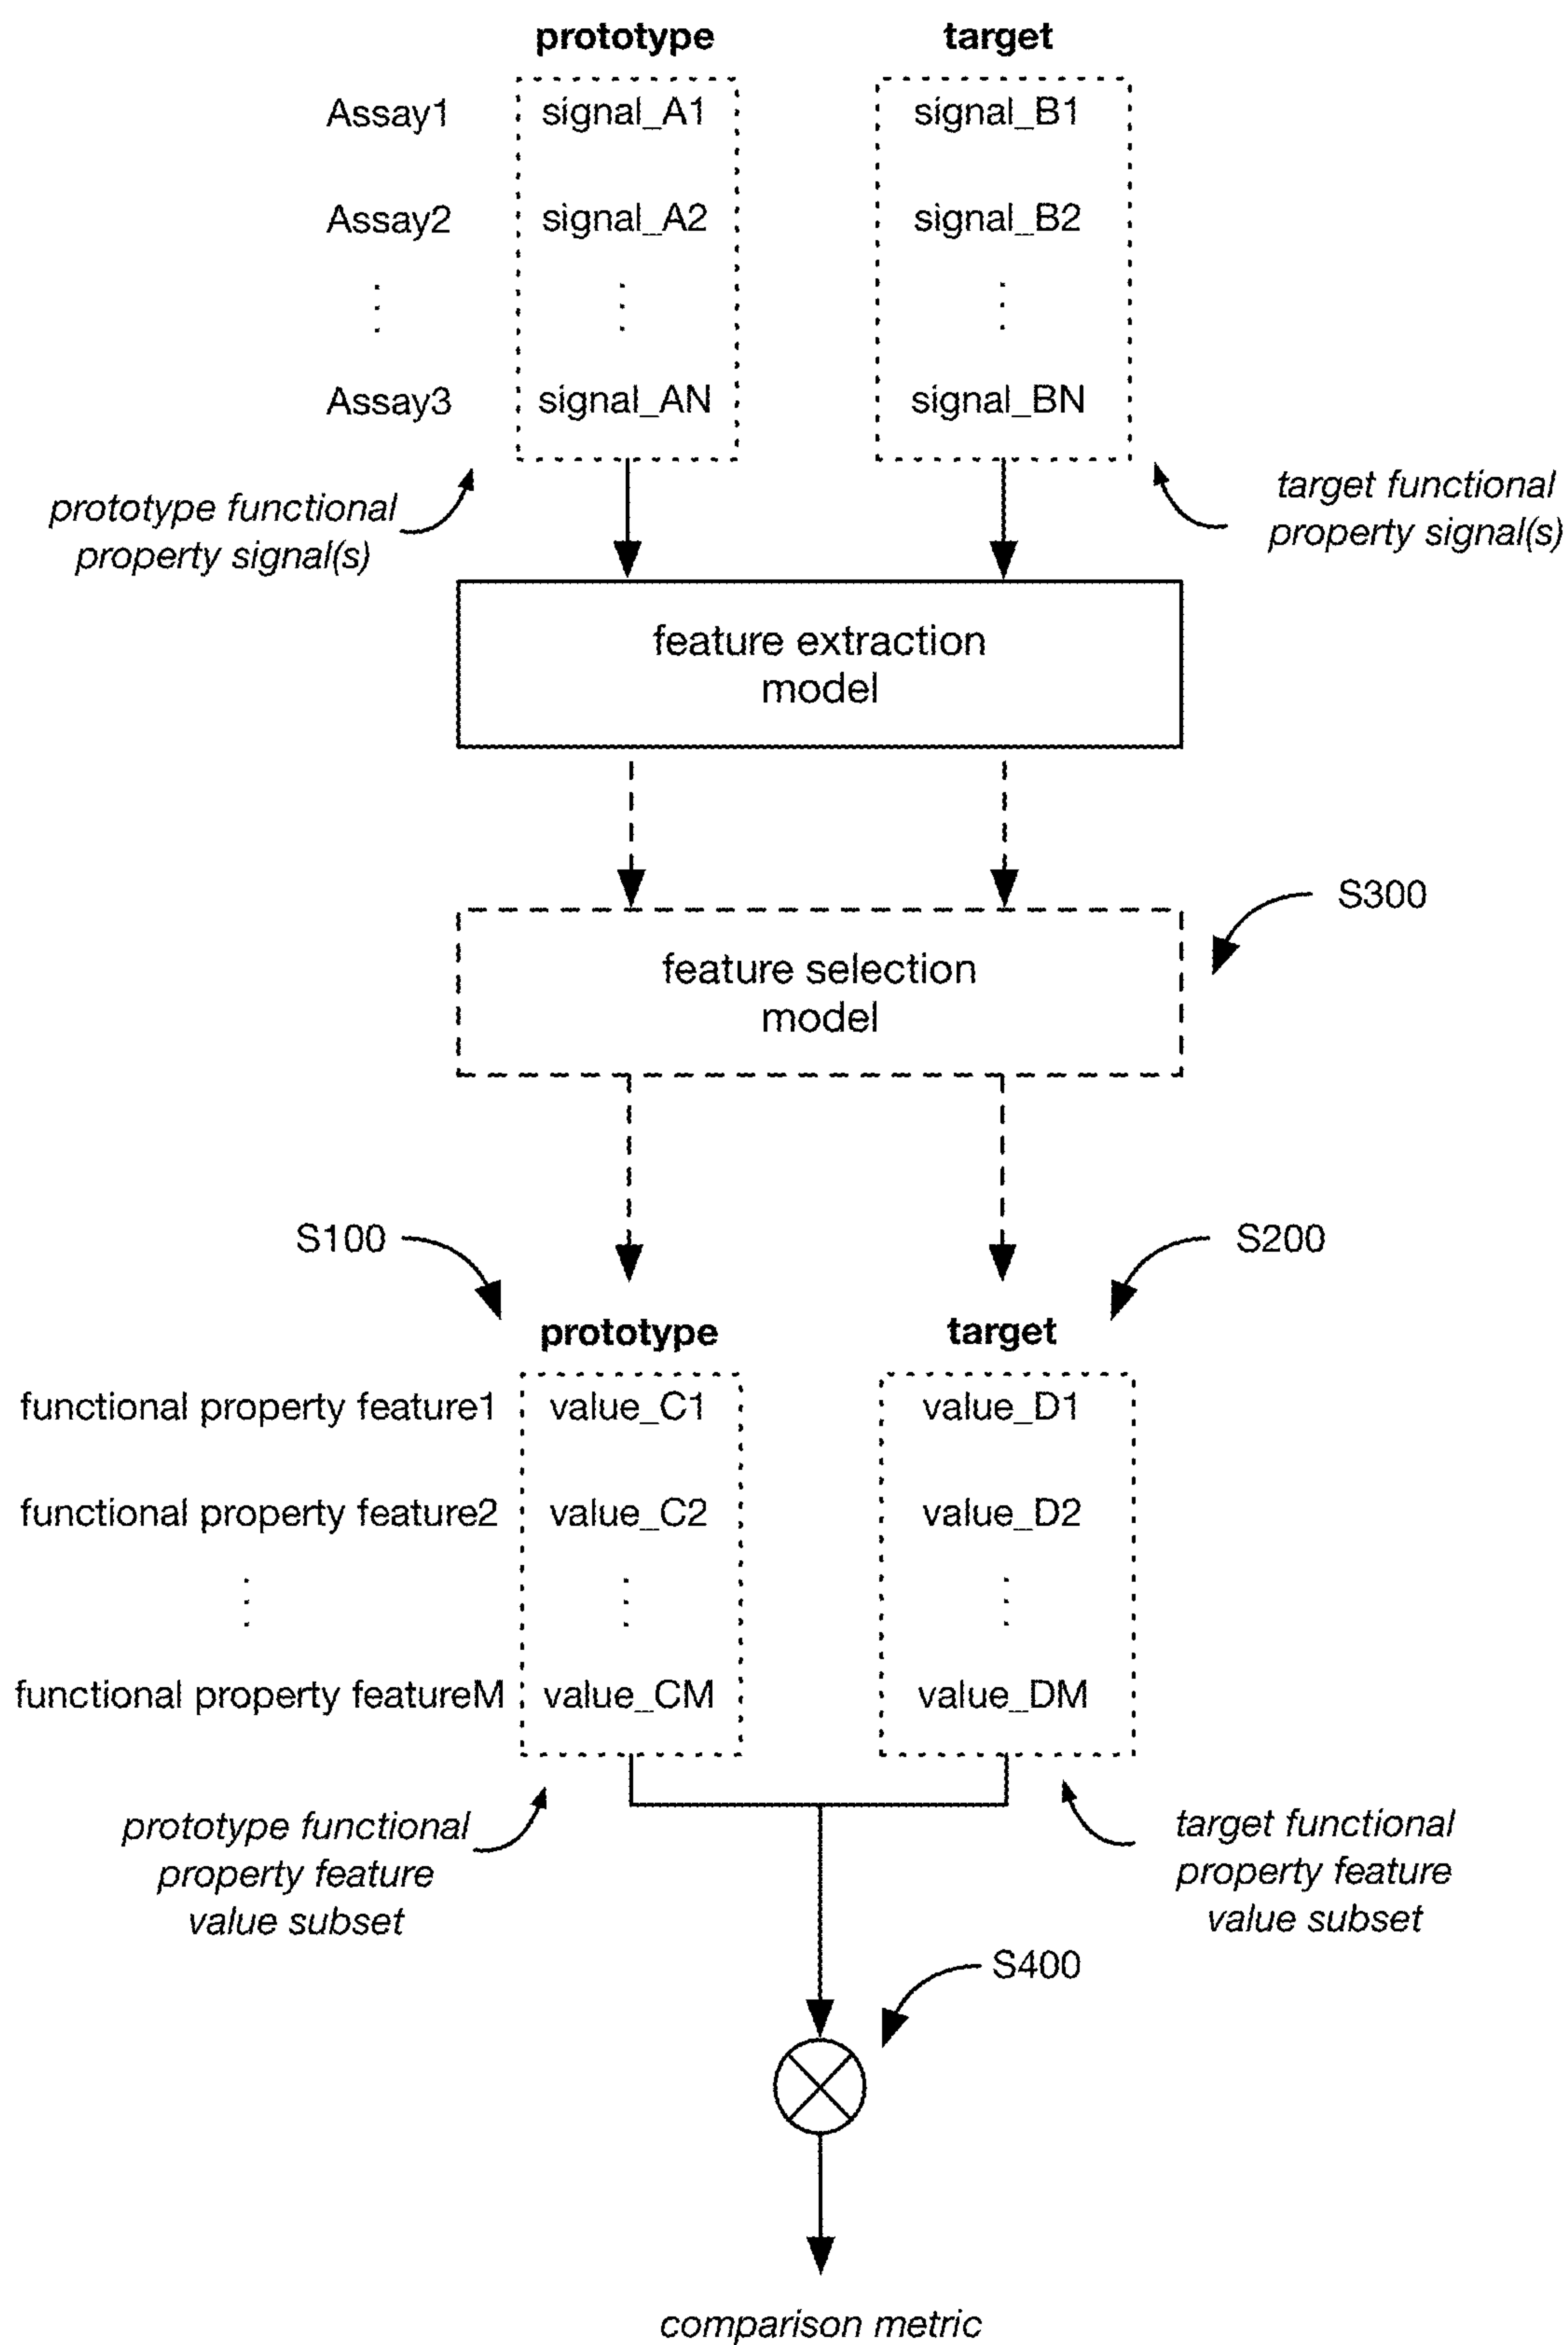 prototype target
Assay1 signal_A1 signal_B1
Assay2 signal_A2 signal_B2
Assay3 signal_AN signal_BN
prototype functional
property signal(s)
target functional
property signal(s)
feature extraction
model
S300
feature selection
model
S100 S200
prototype target
functional property feature1 value_C1 value_D1
functional property feature2 value_C2 value_D2
functional property featureM value_CM value_DM
prototype functional
property feature
value subset
target functional
property feature
value subset
S400
comparison metric